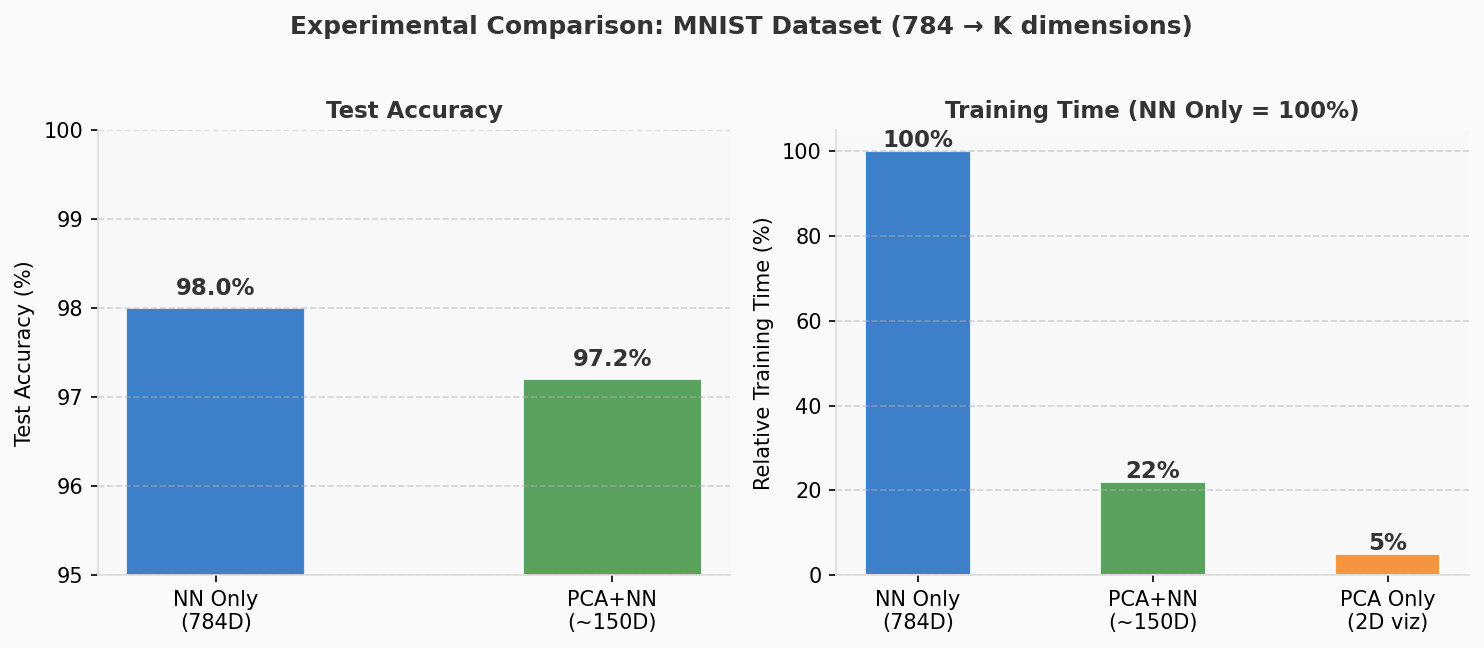 Experimental Comparison: MNIST Dataset (784 → K dimensions)
Test Accuracy
Test Accuracy (%)
100
99
98
97
96
95
98.0%
97.2%
NN Only
(784D)
PCA+NN
(~150D)
Training Time (NN Only = 100%)
Relative Training Time (%)
100
80
60
40
20
0
100%
22%
5%
NN Only
(784D)
PCA+NN
(~150D)
PCA Only
(2D viz)